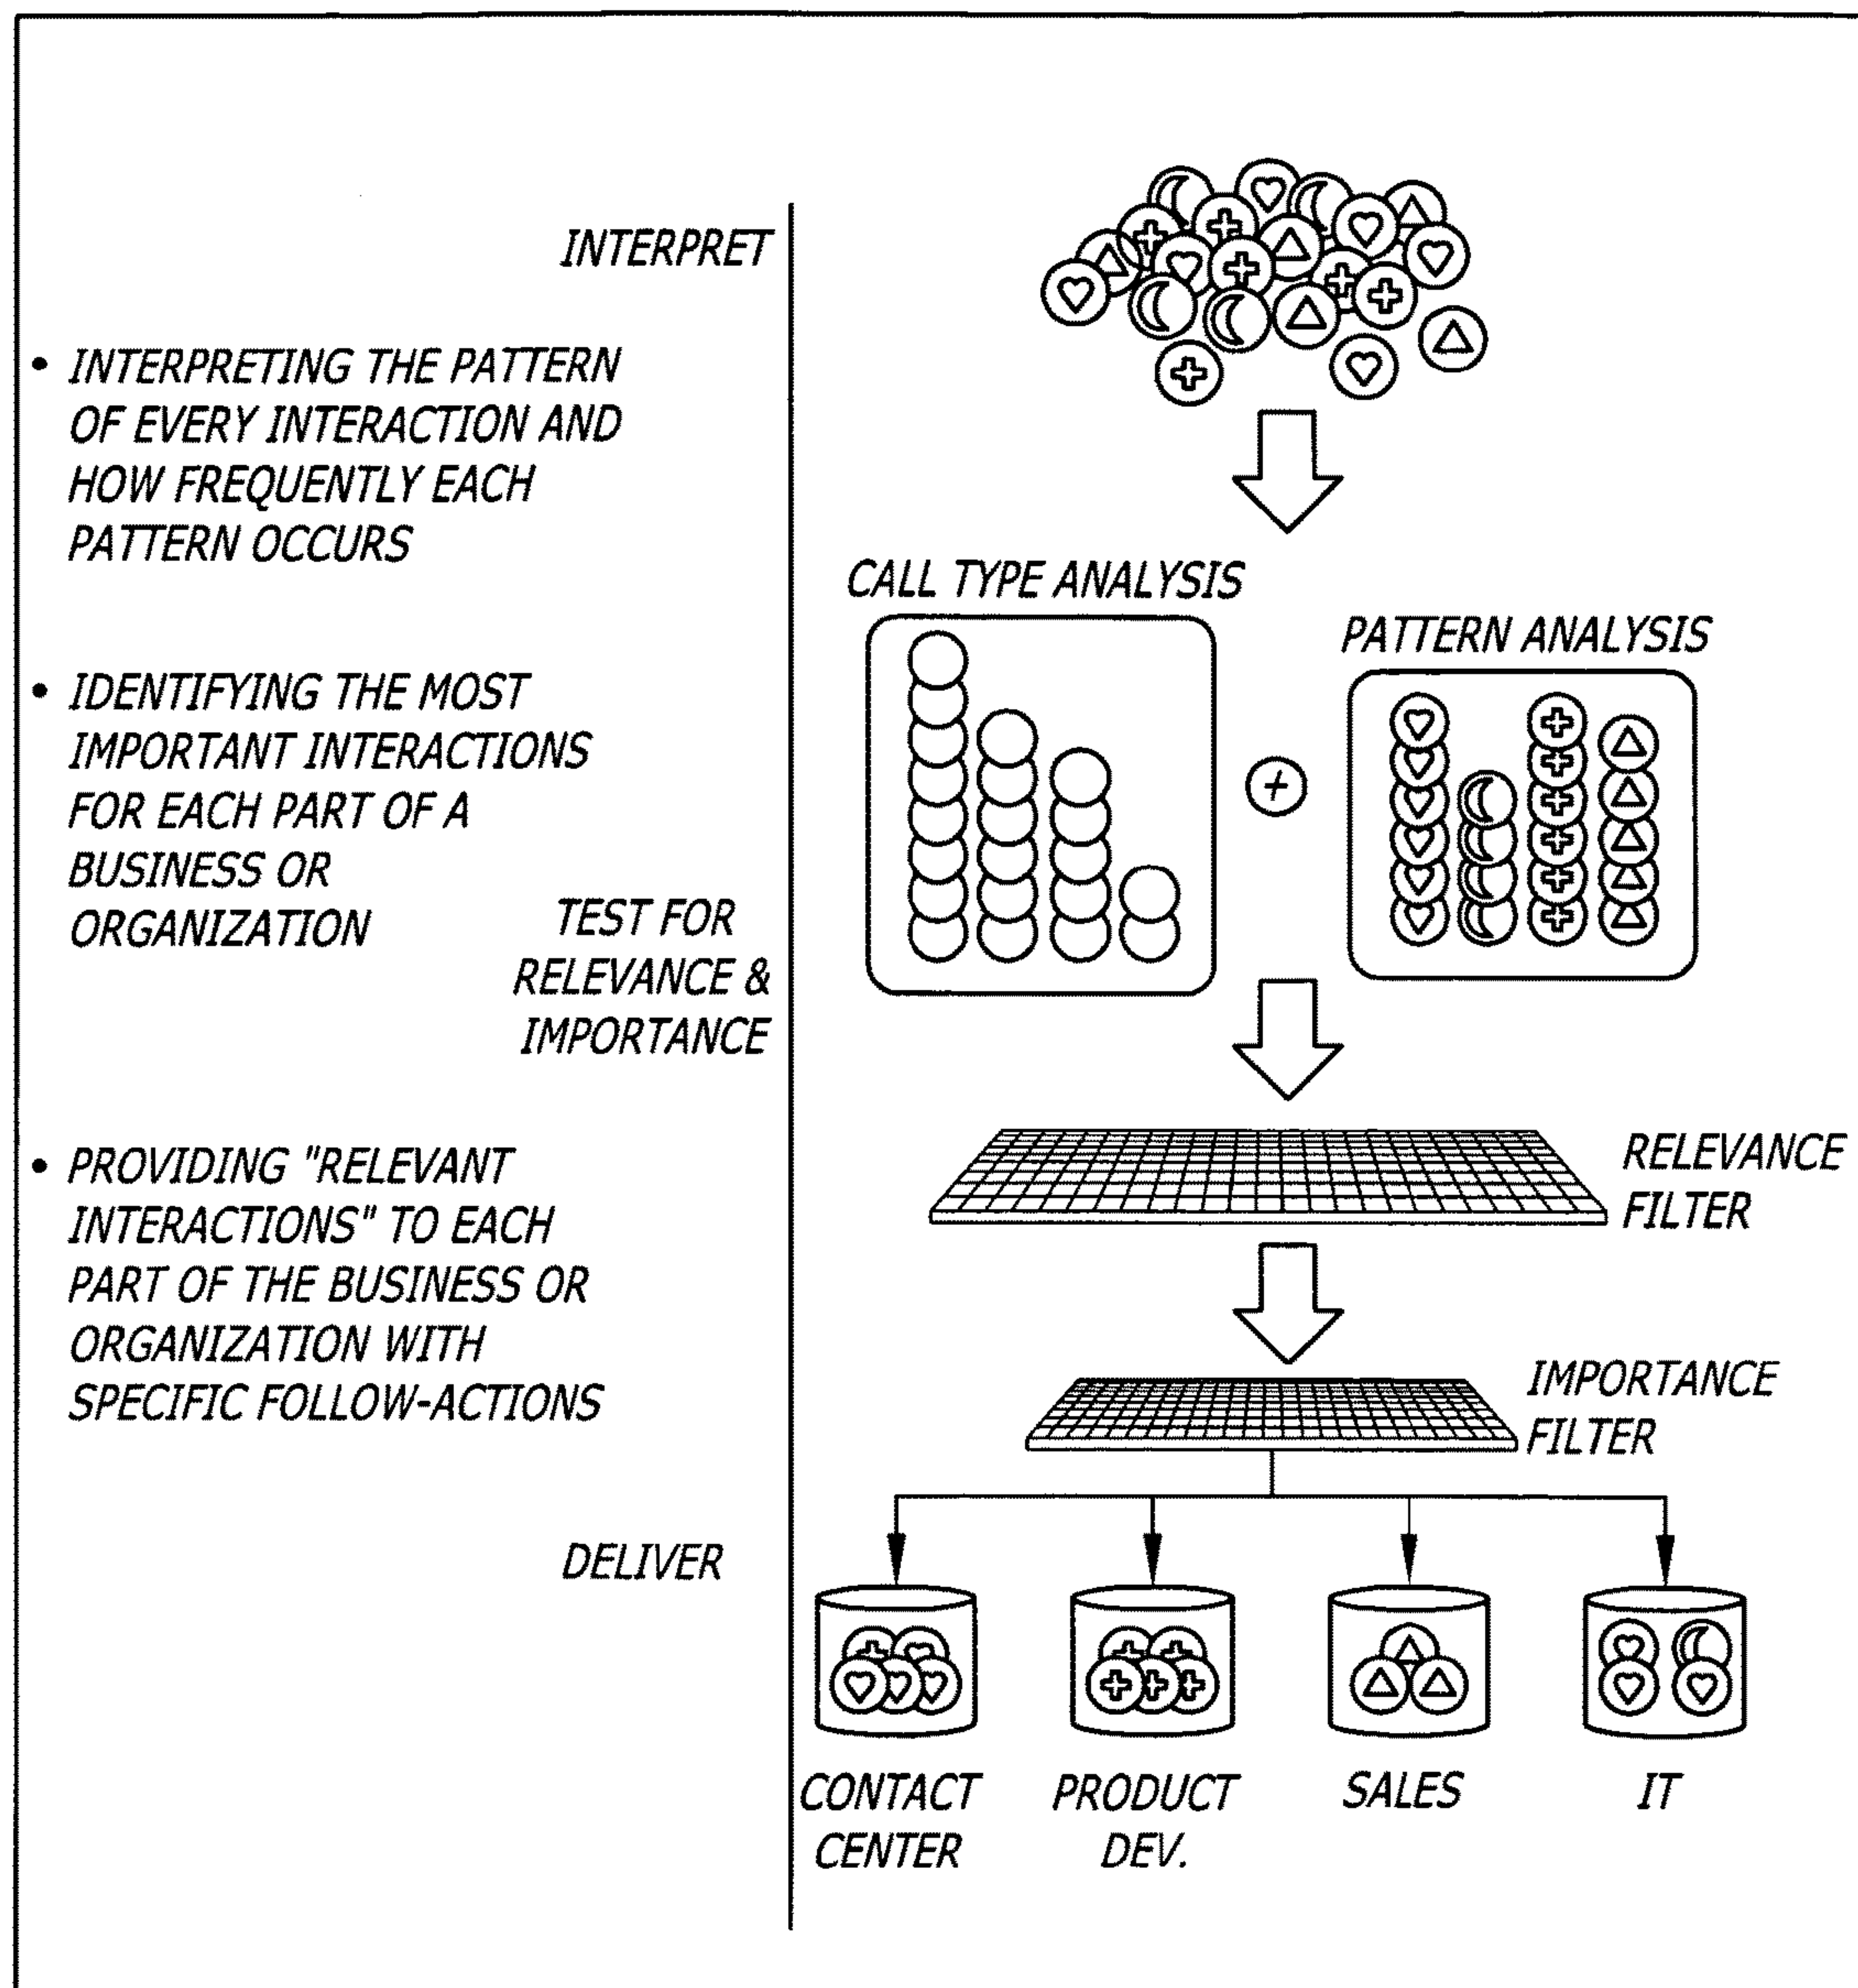 INTERPRET
• INTERPRETING THE PATTERN
OF EVERY INTERACTION AND
HOW FREQUENTLY EACH
PATTERN OCCURS
• IDENTIFYING THE MOST
IMPORTANT INTERACTIONS
FOR EACH PART OF A
BUSINESS OR
ORGANIZATION
TEST FOR
RELEVANCE &
IMPORTANCE
• PROVIDING "RELEVANT
INTERACTIONS" TO EACH
PART OF THE BUSINESS OR
ORGANIZATION WITH
SPECIFIC FOLLOW-ACTIONS
DELIVER
CALL TYPE ANALYSIS
PATTERN ANALYSIS
+
RELEVANCE
FILTER
IMPORTANCE
FILTER
CONTACT
CENTER
PRODUCT
DEV.
SALES
IT